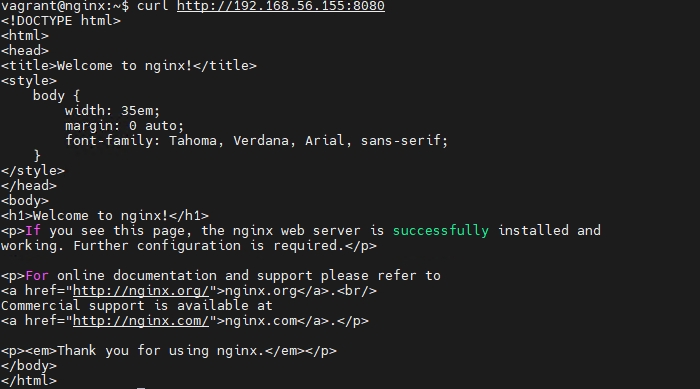 vagrant@nginx:~$ curl http://192.168.56.155:8080
<!DOCTYPE html>
<html>
<head>
<title>Welcome to nginx!</title>
<style>
    body {
        width: 35em;
        margin: 0 auto;
        font-family: Tahoma, Verdana, Arial, sans-serif;
    }
</style>
</head>
<body>
<h1>Welcome to nginx!</h1>
<p>If you see this page, the nginx web server is successfully installed and
working. Further configuration is required.</p>

<p>For online documentation and support please refer to
<a href="http://nginx.org/">nginx.org</a>.<br/>
Commercial support is available at
<a href="http://nginx.com/">nginx.com</a>.</p>

<p><em>Thank you for using nginx.</em></p>
</body>
</html>